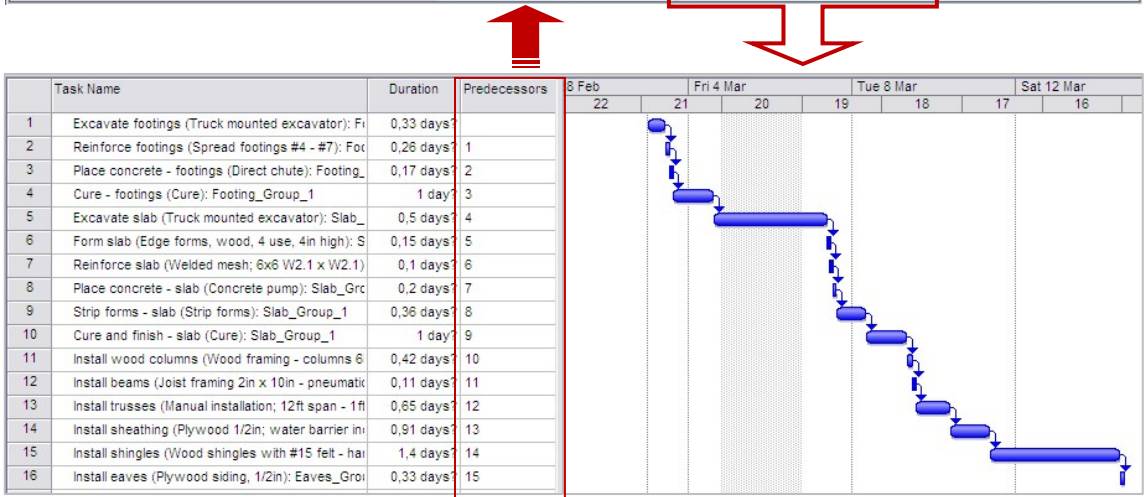 Task Name Duration Predecessors 8 Feb Fri 4 Mar Tue 8 Mar Sat 12 Mar
22 21 20 19 18 17 16
1 Excavate footings (Truck mounted excavator): F
2 Reinforce footings (Spread footings #4 - #7): Foo 0,26 days? 1
3 Place concrete - footings (Direct chute): Footing_ 0,17 days? 2
4 Cure - footings (Cure): Footing_Group_1 1 day? 3
5 Excavate slab (Truck mounted excavator): Slab_ 0,5 days? 4
6 Form slab (Edge forms, wood, 4 use, 4in high): S 0,15 days? 5
7 Reinforce slab (Welded mesh; 6x6 W2.1 x W2.1) 0,1 days? 6
8 Place concrete - slab (Concrete pump): Slab_Gro 0,2 days? 7
9 Strip forms - slab (Strip forms): Slab_Group_1 0,36 days? 8
10 Cure and finish - slab (Cure): Slab_Group_1 1 day? 9
11 Install wood columns (Wood framing - columns 6 0,42 days? 10
12 Install beams (Joist framing 2in x 10in - pneumatic 0,11 days? 11
13 Install trusses (Manual installation; 12ft span - 1ft 0,65 days? 12
14 Install sheathing (Plywood 1/2in; water barrier in 0,91 days? 13
15 Install shingles (Wood shingles with #15 felt - ha 1,4 days? 14
16 Install eaves (Plywood siding, 1/2in): Eaves_Grou 0,33 days? 15